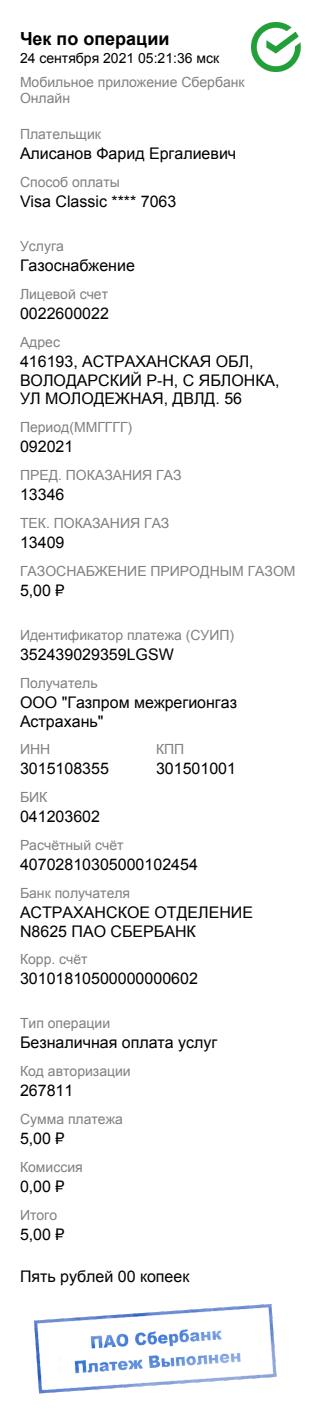 Чек по операции
24 сентября 2021 05:21:36 мск
Мобильное приложение Сбербанк
Онлайн
Плательщик
Алисанов Фарид Ергалиевич
Способ оплаты
Visa Classic **** 7063
Услуга
Газоснабжение
Лицевой счет
0022600022
Адрес
416193, АСТРАХАНСКАЯ ОБЛ,
ВОЛОДАРСКИЙ Р-Н, С ЯБЛОНКА,
УЛ МОЛОДЕЖНАЯ, ДВЛД. 56
Период(ММГГГГ)
092021
ПРЕД. ПОКАЗАНИЯ ГАЗ
13346
ТЕК. ПОКАЗАНИЯ ГАЗ
13409
ГАЗОСНАБЖЕНИЕ ПРИРОДНЫМ ГАЗОМ
5,00 ₽
Идентификатор платежа (СУИП)
352439029359LGSW
Получатель
ООО "Газпром межрегионгаз
Астрахань"
ИНН КПП
3015108355 301501001
БИК
041203602
Расчётный счёт
40702810305000102454
Банк получателя
АСТРАХАНСКОЕ ОТДЕЛЕНИЕ
N8625 ПАО СБЕРБАНК
Корр. счёт
30101810500000000602
Тип операции
Безналичная оплата услуг
Код авторизации
267811
Сумма платежа
5,00 ₽
Комиссия
0,00 ₽
Итого
5,00 ₽
Пять рублей 00 копеек
ПАО Сбербанк
Платеж Выполнен